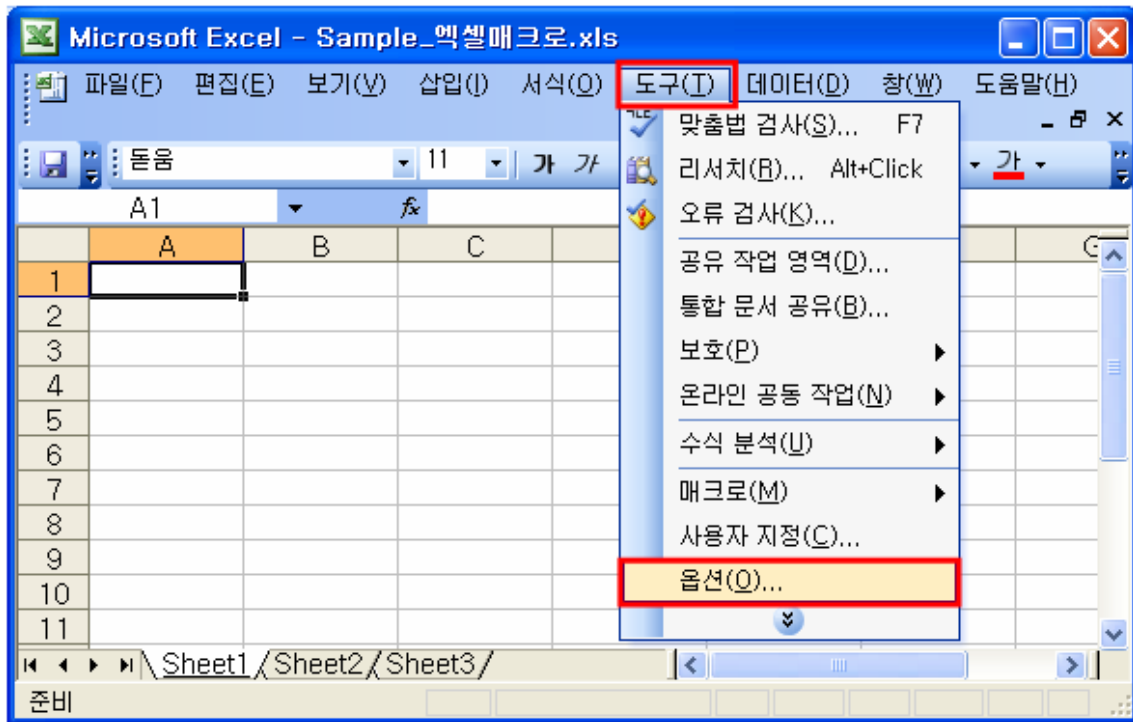 Microsoft Excel - Sample_엑셀매크로.xls
파일(F) 편집(E) 보기(V) 삽입(I) 서식(O) 도구(T) 데이터(D) 창(W) 도움말(H)
돋움 11 가 가 가
A1 fx
A B C G
1
2
3
4
5
6
7
8
9
10
11
맞춤법 검사(S)... F7
리서치(R)... Alt+Click
오류 검사(K)...
공유 작업 영역(D)...
통합 문서 공유(B)...
보호(P)
온라인 공동 작업(N)
수식 분석(U)
매크로(M)
사용자 지정(C)...
옵션(O)...
Sheet1 Sheet2 Sheet3
준비